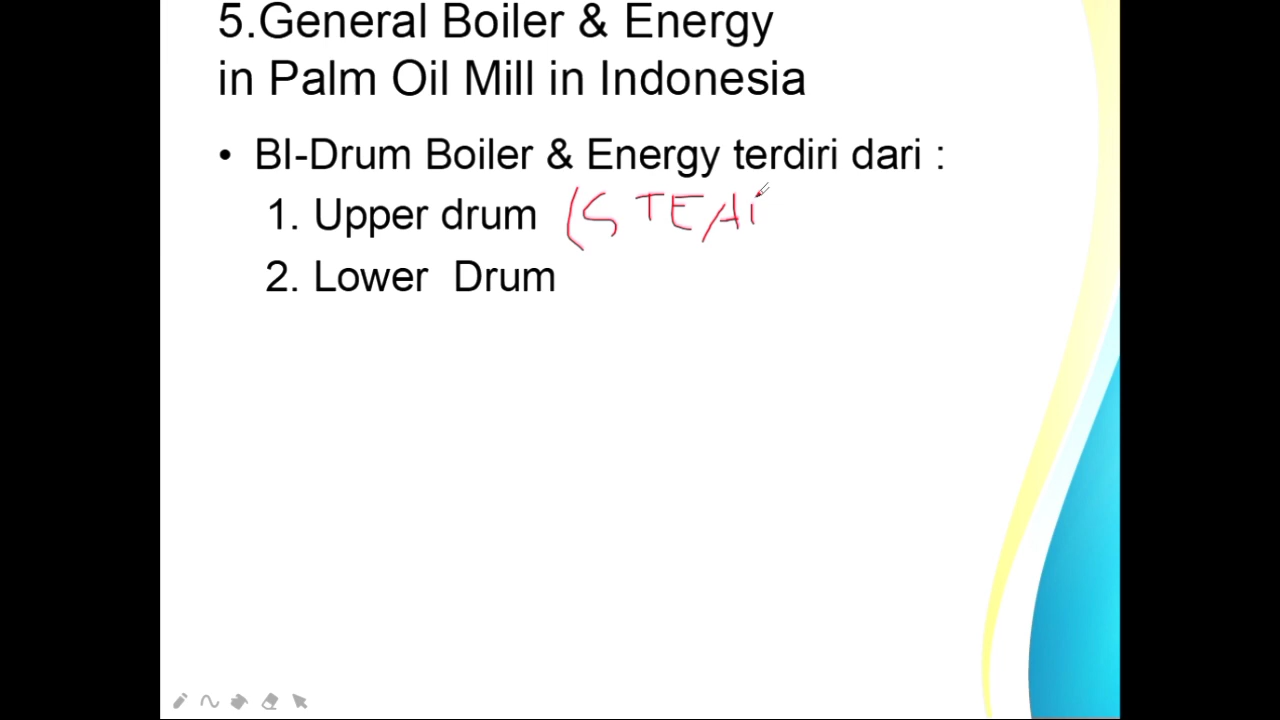 5.General Boiler & Energy
in Palm Oil Mill in Indonesia
• BI-Drum Boiler & Energy terdiri dari :
1. Upper drum (STEA
2. Lower Drum